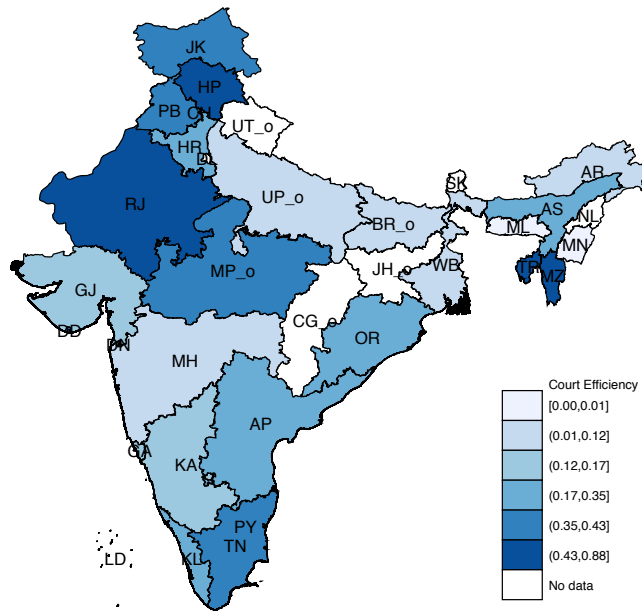 JK
HP
PB
CH
UT_o
HR
DL
SK
AR
RJ
UP_o
BR_o
AS
NL
ML
MN
MP_o
JH_o
WB
TR
MZ
GJ
CG_o
DD
OR
DN
MH
AP
GA
KA
PY
TN
LD
KL
Court Efficiency
[0.00,0.01]
(0.01,0.12]
(0.12,0.17]
(0.17,0.35]
(0.35,0.43]
(0.43,0.88]
No data